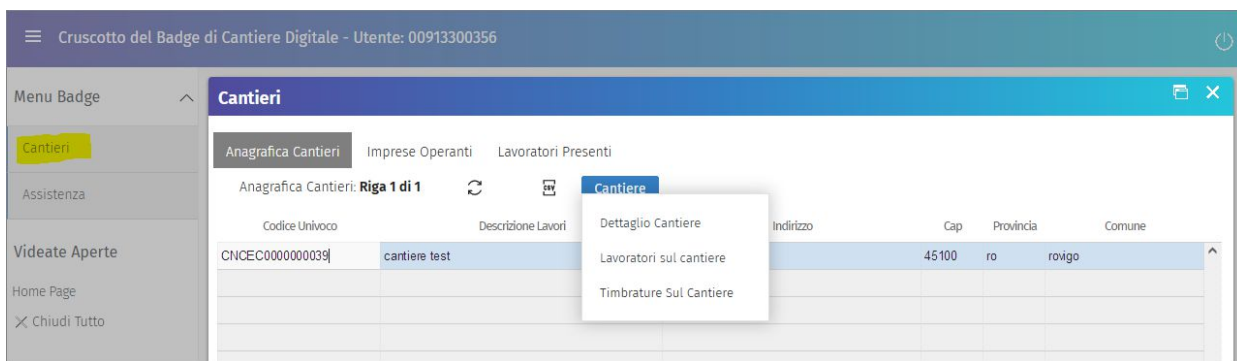 Cruscotto del Badge di Cantiere Digitale - Utente: 00913300356
Menu Badge
Cantieri
Assistenza
Videate Aperte
Home Page
Chiudi Tutto
Cantieri
Anagrafica Cantieri Imprese Operanti Lavoratori Presenti
Anagrafica Cantieri: Riga 1 di 1 CSV Cantiere
Dettaglio Cantiere
Lavoratori sul cantiere
Timbrature Sul Cantiere
Codice Univoco Descrizione Lavori Indirizzo Cap Provincia Comune
CNCEC0000000039 cantiere test 45100 ro rovigo